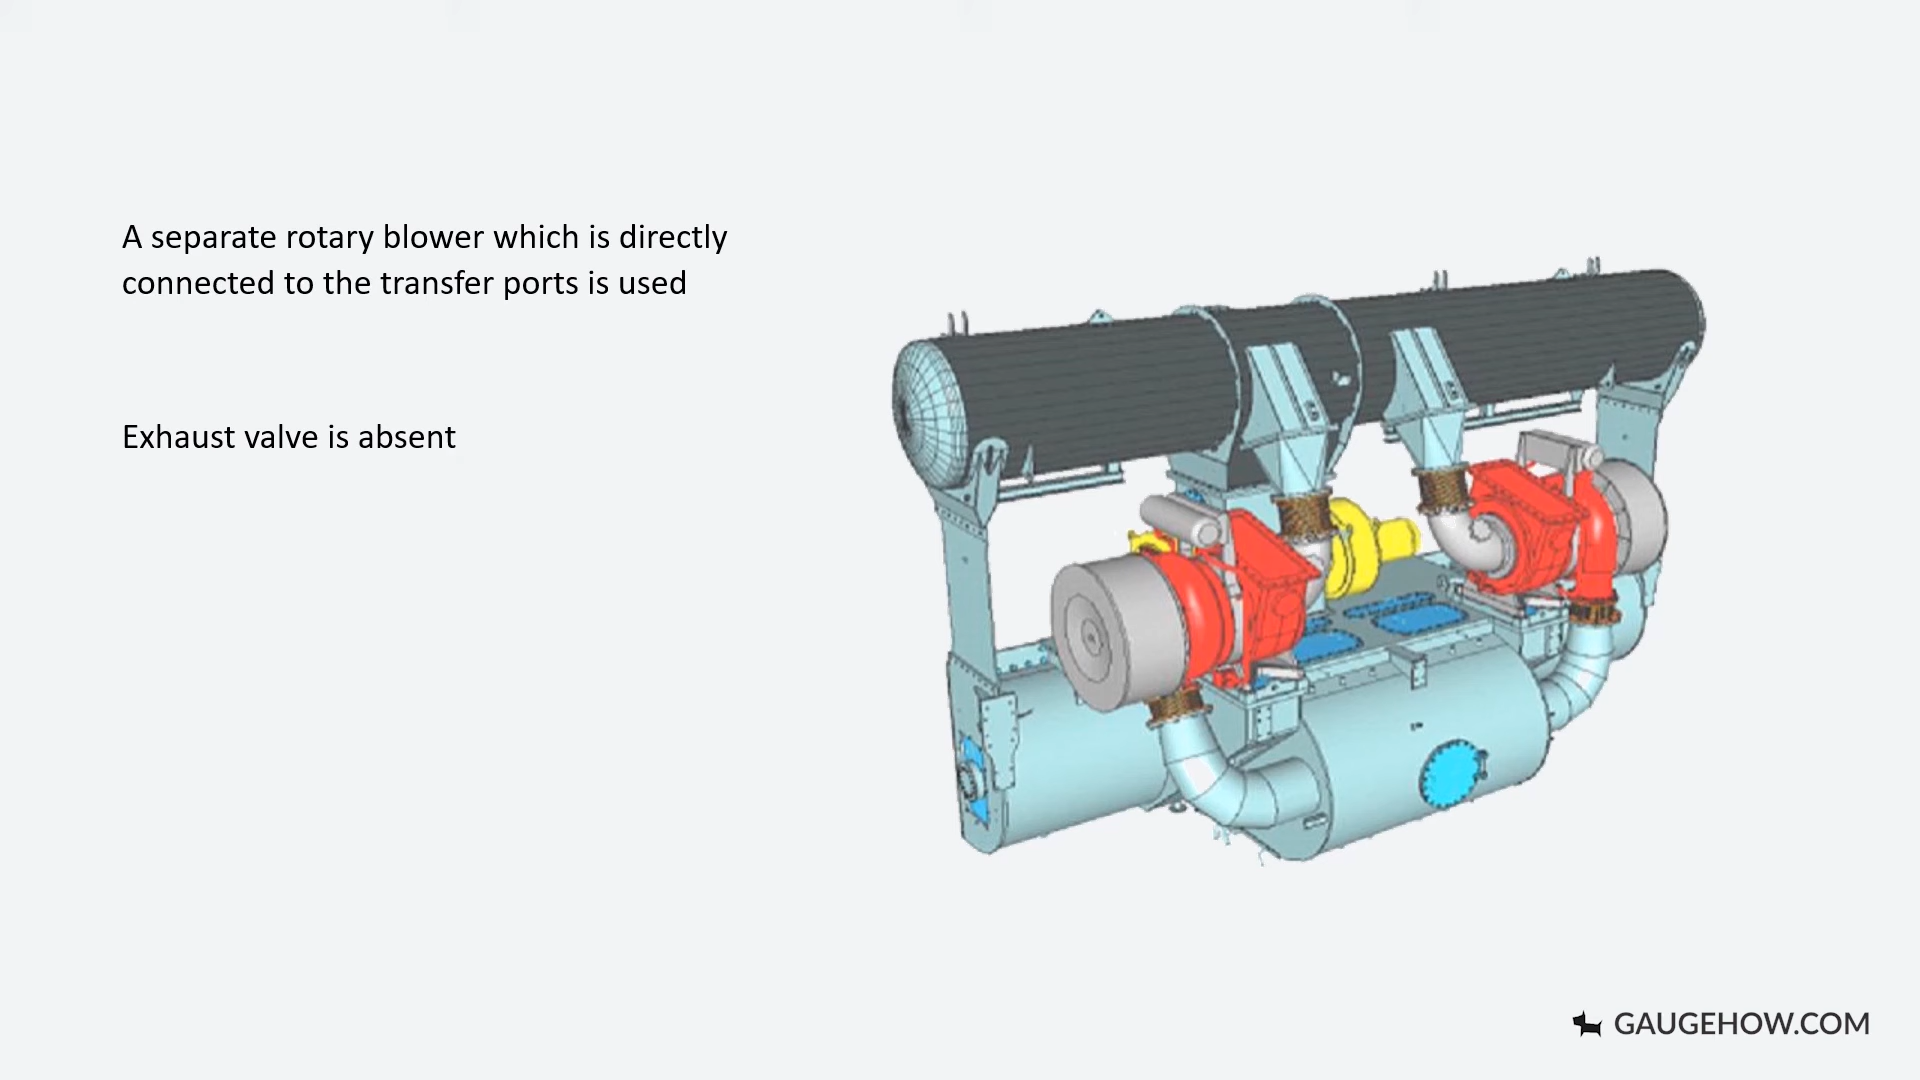 A separate rotary blower which is directly
connected to the transfer ports is used
Exhaust valve is absent
GAUGEHOW.COM